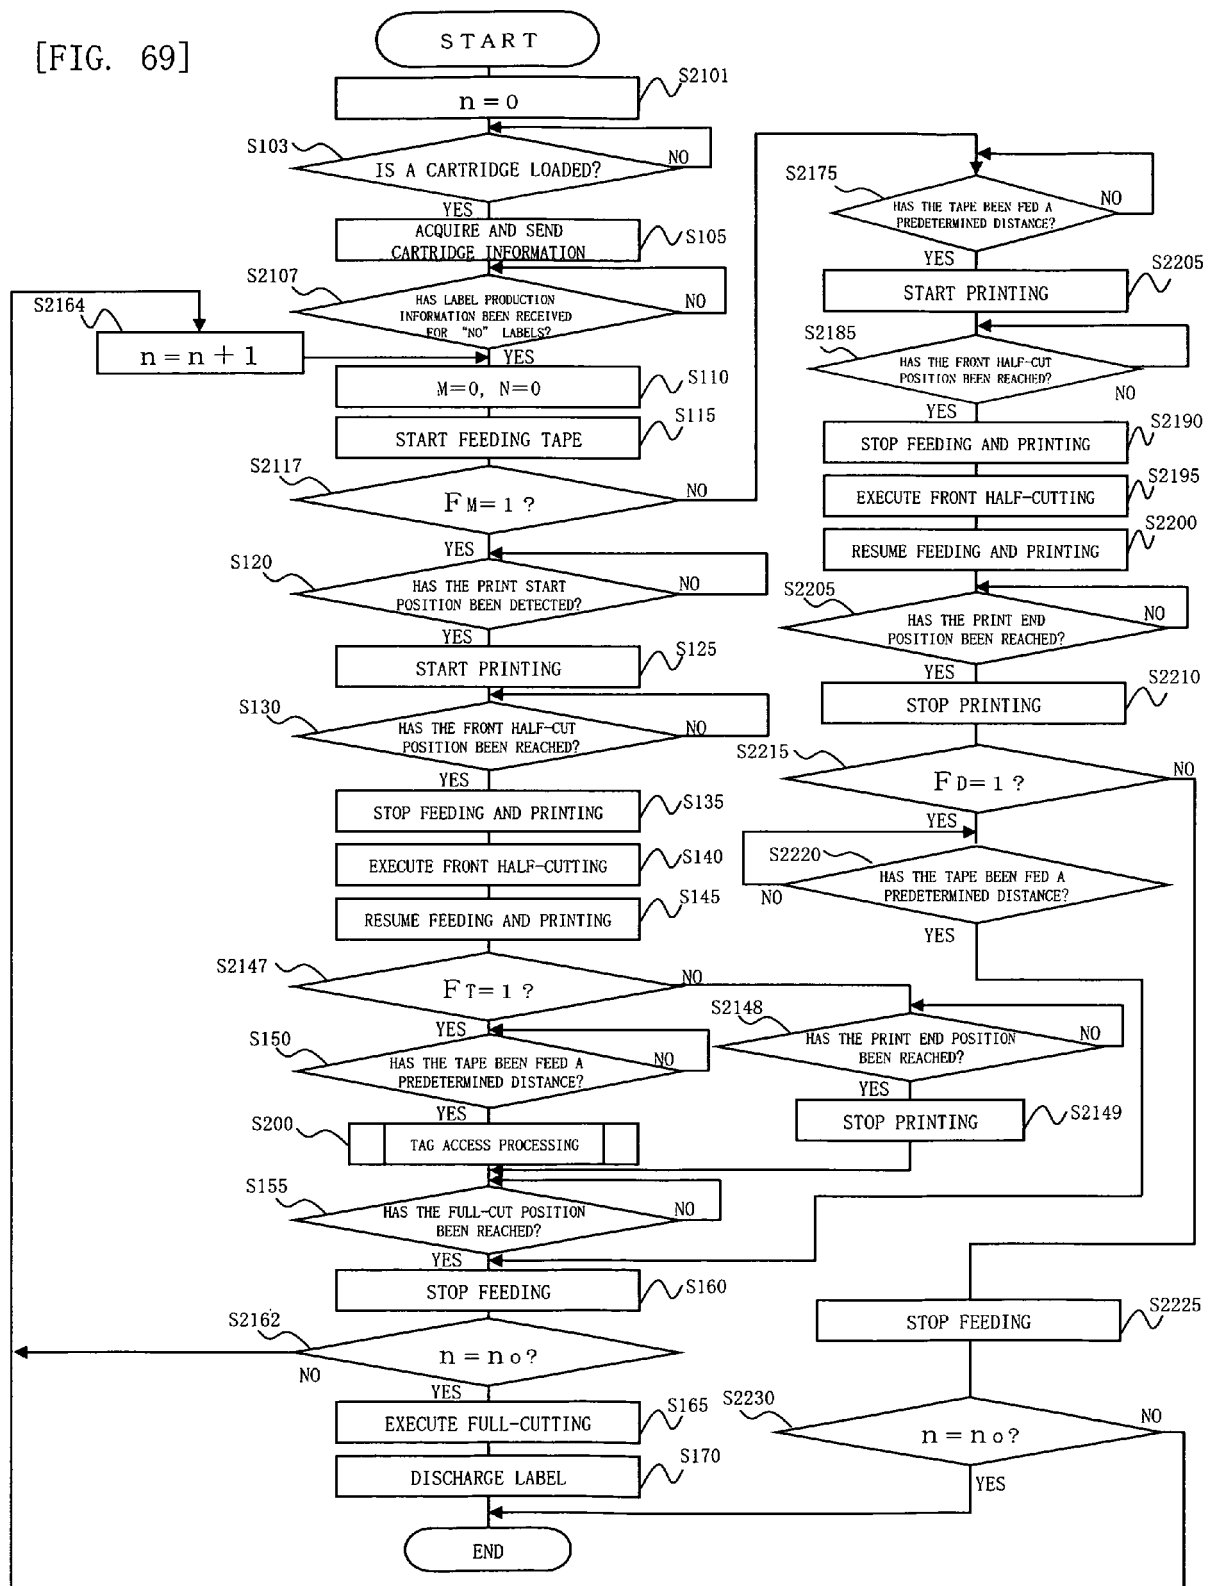 [FIG. 69]
START
S2101
n=0
S103
IS A CARTRIDGE LOADED?
NO
YES
ACQUIRE AND SEND
CARTRIDGE INFORMATION
S105
S2107
HAS LABEL PRODUCTION
INFORMATION BEEN RECEIVED
FOR "NO" LABELS?
NO
YES
S2164
n=n+1
M=0, N=0
S110
START FEEDING TAPE
S115
S2117
FM=1?
NO
YES
S120
HAS THE PRINT START
POSITION BEEN DETECTED?
NO
YES
START PRINTING
S125
S130
HAS THE FRONT HALF-CUT
POSITION BEEN REACHED?
NO
YES
STOP FEEDING AND PRINTING
S135
EXECUTE FRONT HALF-CUTTING
S140
RESUME FEEDING AND PRINTING
S145
S2147
FT=1?
NO
YES
S150
HAS THE TAPE BEEN FEED A
PREDETERMINED DISTANCE?
NO
YES
S200
TAG ACCESS PROCESSING
S2148
HAS THE PRINT END POSITION
BEEN REACHED?
NO
YES
STOP PRINTING
S2149
S155
HAS THE FULL-CUT POSITION
BEEN REACHED?
NO
YES
STOP FEEDING
S160
S2162
n=no?
NO
YES
EXECUTE FULL-CUTTING
S165
DISCHARGE LABEL
S170
END
S2175
HAS THE TAPE BEEN FED A
PREDETERMINED DISTANCE?
NO
YES
START PRINTING
S2205
S2185
HAS THE FRONT HALF-CUT
POSITION BEEN REACHED?
NO
YES
STOP FEEDING AND PRINTING
S2190
EXECUTE FRONT HALF-CUTTING
S2195
RESUME FEEDING AND PRINTING
S2200
S2205
HAS THE PRINT END
POSITION BEEN REACHED?
NO
YES
STOP PRINTING
S2210
S2215
FD=1?
NO
YES
S2220
HAS THE TAPE BEEN FED A
PREDETERMINED DISTANCE?
NO
YES
STOP FEEDING
S2225
S2230
n=no?
NO
YES